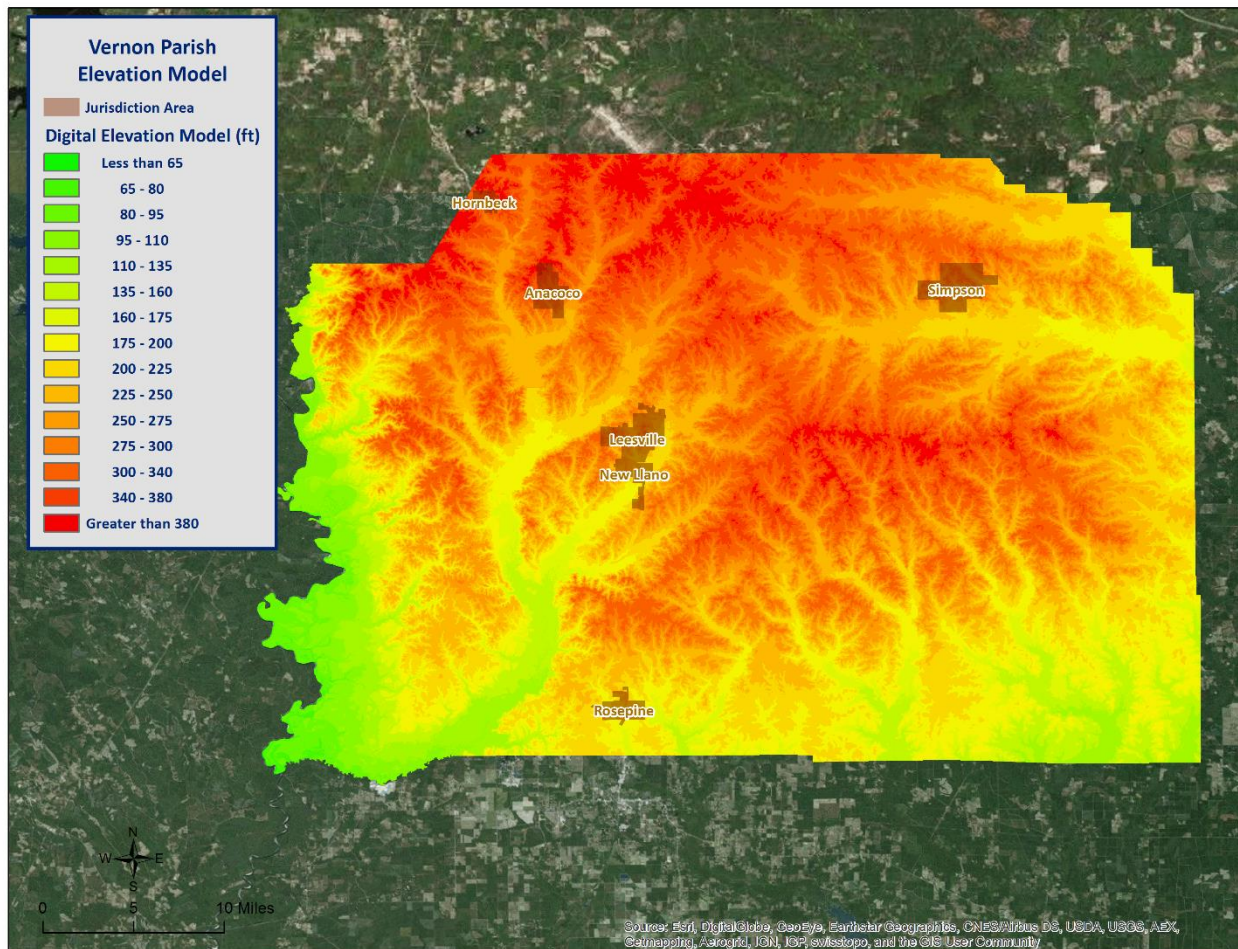 Vernon Parish
Elevation Model
Jurisdiction Area
Digital Elevation Model (ft)
Less than 65
65 - 80
80 - 95
95 - 110
110 - 135
135 - 160
160 - 175
175 - 200
200 - 225
225 - 250
250 - 275
275 - 300
300 - 340
340 - 380
Greater than 380
Hornbeck
Anacoco
Simpson
Leesville
New Llano
Rosepine
N
W E
S
0 5 10 Miles
Source: Esri, DigitalGlobe, GeoEye, Earthstar Geographics, CNES/Airbus DS, USDA, USGS, AEX,
Getmapping, Aerogrid, IGN, IGP, swisstopo, and the GIS User Community